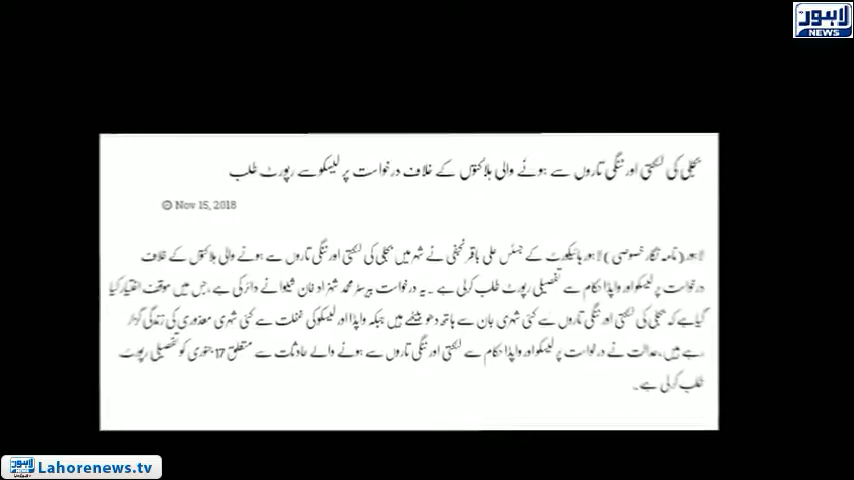 لاہور
NEWS
بجلی کی لٹکتی اور ننگی تاروں سے ہونے والی ہلاکتوں کے خلاف درخواست پر لیسکو سے رپورٹ طلب
Nov 15, 2018
لاہور (نامہ نگار خصوصی) لاہور ہائیکورٹ کے جسٹس علی باقر نجفی نے شہر میں بجلی کی لٹکتی اور ننگی تاروں سے ہونے والی ہلاکتوں کے خلاف
درخواست پر لیسکو اور واپڈا حکام سے تفصیلی رپورٹ طلب کرلی ہے۔ یہ درخواست بیرسٹر محمد شہزاد خان شیلوا نے دائر کی ہے، جس میں موقف اختیار کیا
گیا ہے کہ بجلی کی لٹکتی اور ننگی تاروں سے کئی شہری جان سے ہاتھ دھو بیٹھے ہیں جبکہ واپڈا اور لیسکو کی غفلت سے کئی شہری معذوری کی زندگی گزار
رہے ہیں، عدالت نے درخواست پر لیسکو اور واپڈا حکام سے لٹکتی اور ننگی تاروں سے ہونے والے حادثات سے متعلق 17 جنوری کو تفصیلی رپورٹ
طلب کرلی ہے۔
لاہور
Lahorenews.tv